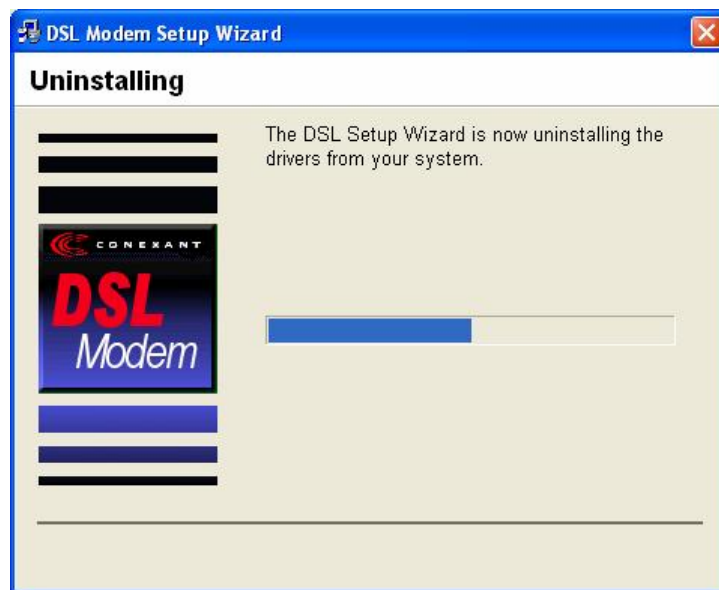 DSL Modem Setup Wizard
Uninstalling
The DSL Setup Wizard is now uninstalling the
drivers from your system.
CONEXANT
DSL
Modem